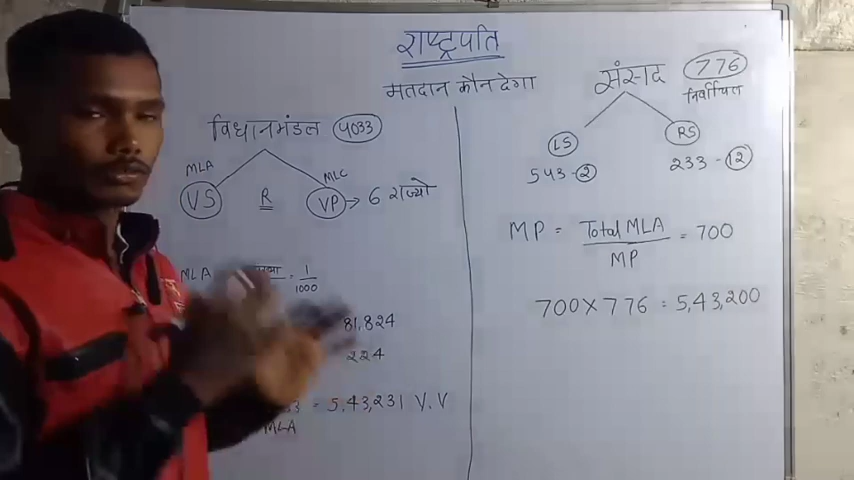 राष्ट्रपति
मतदान कौन देगा
विधानमंडल 4033
MLA MLC
VS R VP → 6 राज्यो
MLA = 1/1000
81,824
224
= 5,43,231 V.V
MLA
संसद 776
निर्वाचित
LS RS
543 - 2 233 - 12
MP = Total MLA / MP = 700
700 × 776 = 5,43,200